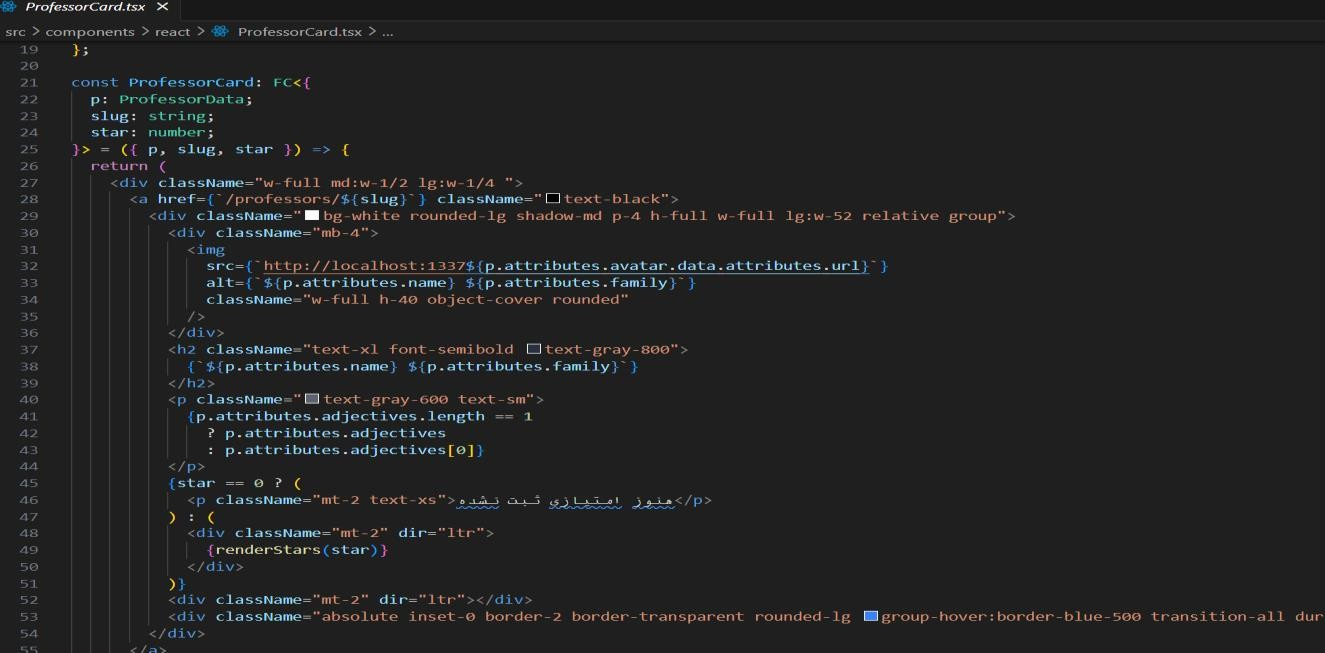 ProfessorCard.tsx
src > components > react > ProfessorCard.tsx > ...
19 };
20
21 const ProfessorCard: FC<{
22   p: ProfessorData;
23   slug: string;
24   star: number;
25 }> = ({ p, slug, star }) => {
26   return (
27     <div className="w-full md:w-1/2 lg:w-1/4 ">
28       <a href={`/professors/${slug}`} className="text-black">
29         <div className="bg-white rounded-lg shadow-md p-4 h-full w-full lg:w-52 relative group">
30           <div className="mb-4">
31             <img
32               src={`http://localhost:1337${p.attributes.avatar.data.attributes.url}`}
33               alt={`${p.attributes.name} ${p.attributes.family}`}
34               className="w-full h-40 object-cover rounded"
35             />
36           </div>
37           <h2 className="text-xl font-semibold text-gray-800">
38             {`${p.attributes.name} ${p.attributes.family}`}
39           </h2>
40           <p className="text-gray-600 text-sm">
41             {p.attributes.adjectives.length == 1
42               ? p.attributes.adjectives
43               : p.attributes.adjectives[0]}
44           </p>
45           {star == 0 ? (
46             <p className="mt-2 text-xs">هنوز امتیازی ثبت نشده</p>
47           ) : (
48             <div className="mt-2" dir="ltr">
49               {renderStars(star)}
50             </div>
51           )}
52           <div className="mt-2" dir="ltr"></div>
53           <div className="absolute inset-0 border-2 border-transparent rounded-lg group-hover:border-blue-500 transition-all dur
54         </div>
55       </a>